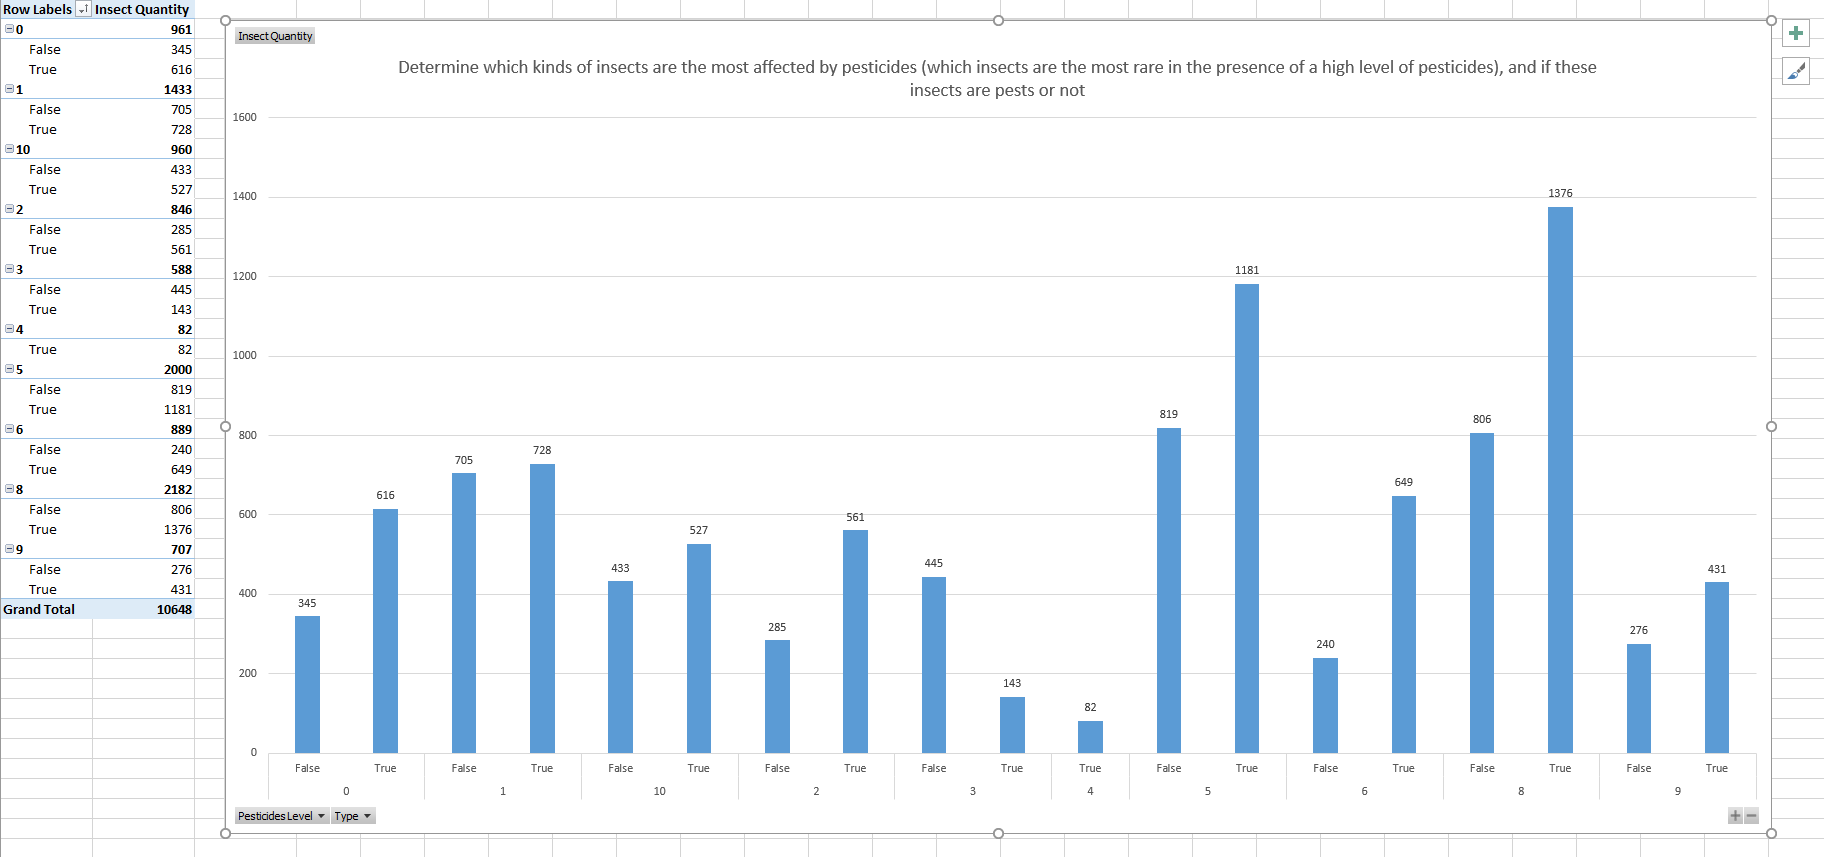 Row Labels Insect Quantity
0 961
False 345
True 616
1 1433
False 705
True 728
10 960
False 433
True 527
2 846
False 285
True 561
3 588
False 445
True 143
4 82
True 82
5 2000
False 819
True 1181
6 889
False 240
True 649
8 2182
False 806
True 1376
9 707
False 276
True 431
Grand Total 10648
Insect Quantity
Determine which kinds of insects are the most affected by pesticides (which insects are the most rare in the presence of a high level of pesticides), and if these
insects are pests or not
1600
1400
1200
1000
800
600
400
200
0
345
616
705
728
433
527
285
561
445
143
82
819
1181
240
649
806
1376
276
431
False True False True False True False True False True True False True False True False True False True
0 1 10 2 3 4 5 6 8 9
Pesticides Level Type